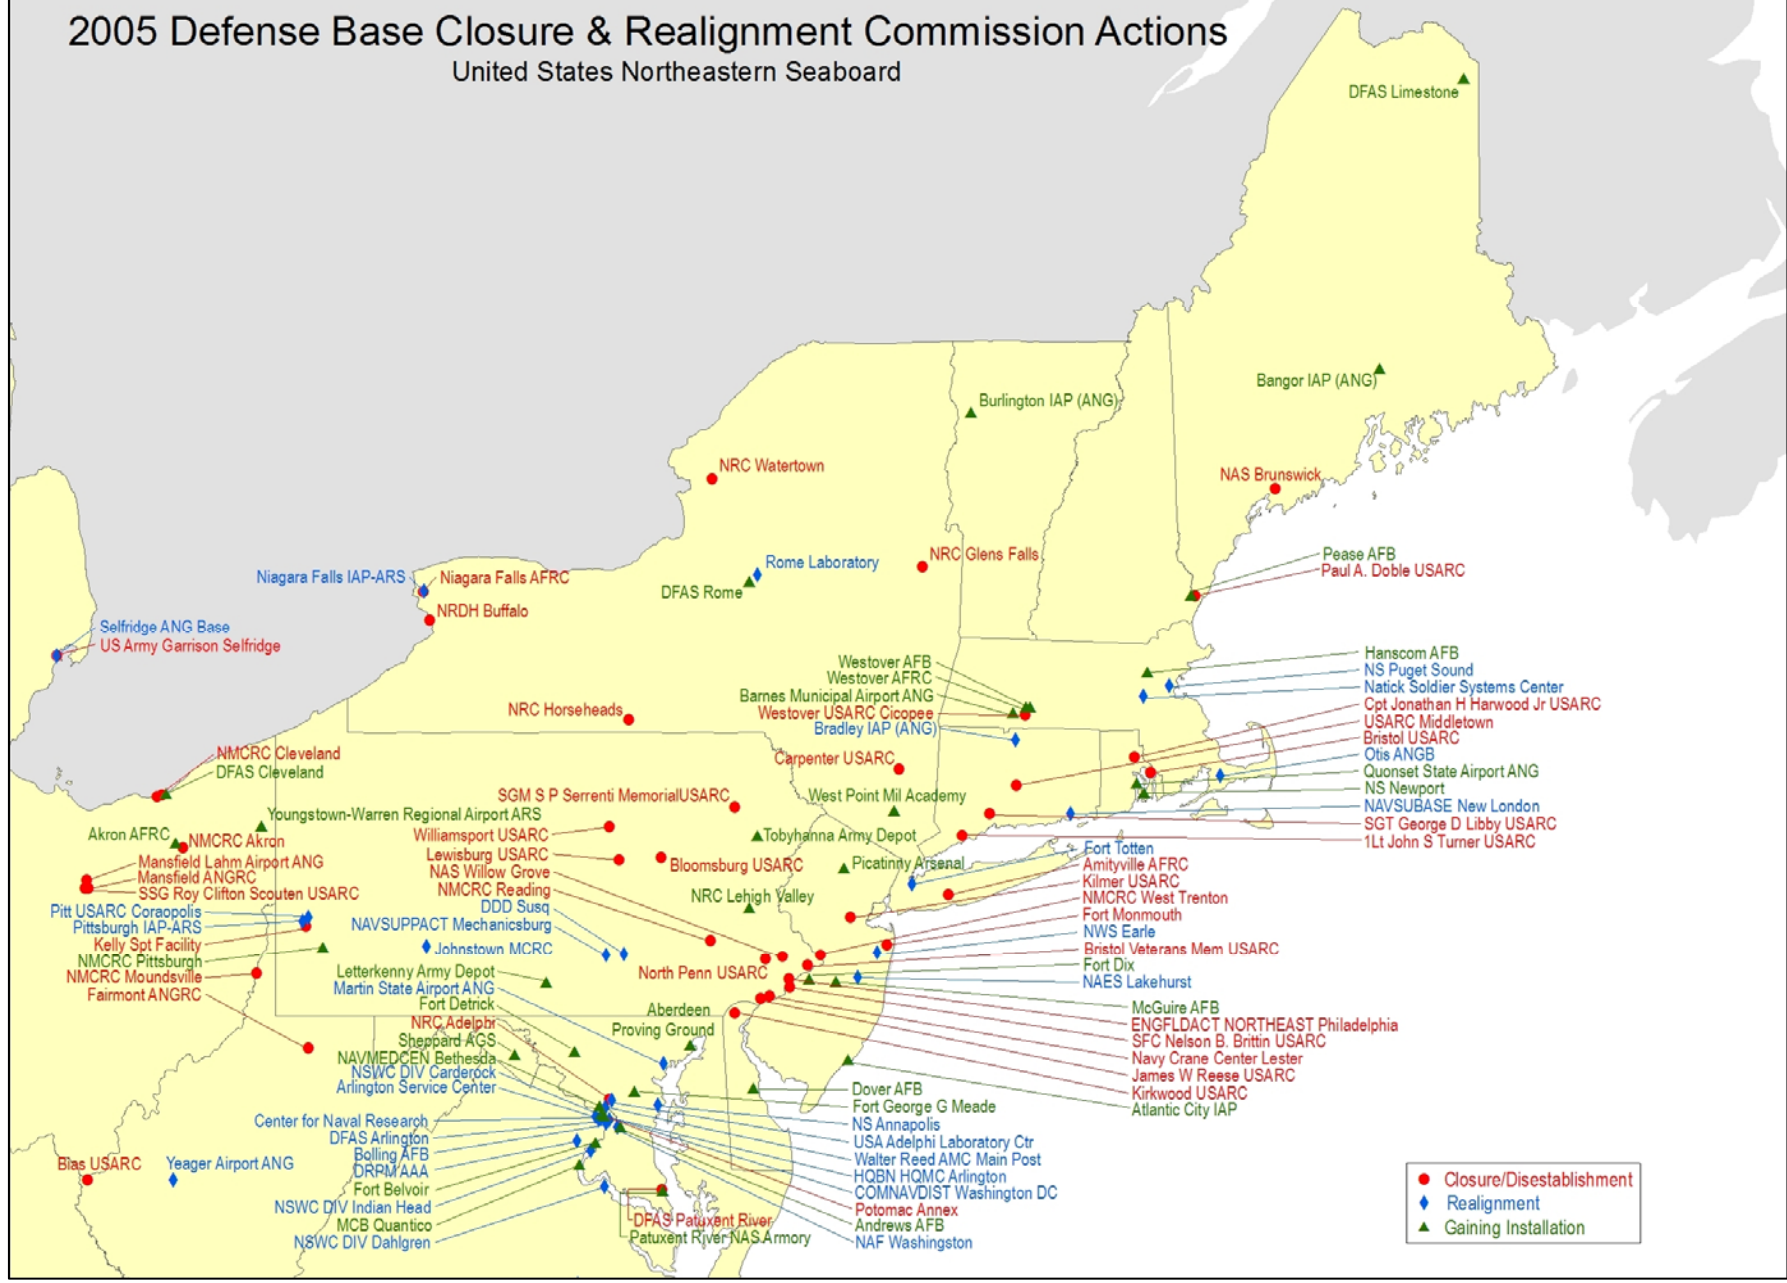 2005 Defense Base Closure & Realignment Commission Actions
United States Northeastern Seaboard
DFAS Limestone
Bangor IAP (ANG)
Burlington IAP (ANG)
NRC Watertown
NAS Brunswick
NRC Glens Falls
Pease AFB
Paul A. Doble USARC
Rome Laboratory
DFAS Rome
Niagara Falls IAP-ARS
Niagara Falls AFRC
NRDH Buffalo
Selfridge ANG Base
US Army Garrison Selfridge
Westover AFB
Westover AFRC
Barnes Municipal Airport ANG
Westover USARC Cicopee
Bradley IAP (ANG)
Hanscom AFB
NS Puget Sound
Natick Soldier Systems Center
Cpt Jonathan H Harwood Jr USARC
USARC Middletown
Bristol USARC
Otis ANGB
Quonset State Airport ANG
NS Newport
NAVSUBASE New London
SGT George D Libby USARC
1Lt John S Turner USARC
NRC Horseheads
NMCRC Cleveland
DFAS Cleveland
Carpenter USARC
SGM S P Serrenti MemorialUSARC
West Point Mil Academy
Youngstown-Warren Regional Airport ARS
Akron AFRC
NMCRC Akron
Williamsport USARC
Tobyhanna Army Depot
Mansfield Lahm Airport ANG
Mansfield ANGRC
SSG Roy Clifton Scouten USARC
Lewisburg USARC
Bloomsburg USARC
Picatinny Arsenal
NAS Willow Grove
NMCRC Reading
NRC Lehigh Valley
DDD Susq
NAVSUPPACT Mechanicsburg
Pitt USARC Coraopolis
Pittsburgh IAP-ARS
Kelly Spt Facility
NMCRC Pittsburgh
NMCRC Moundsville
Fairmont ANGRC
Johnstown MCRC
North Penn USARC
Fort Totten
Amityville AFRC
Kilmer USARC
NMCRC West Trenton
Fort Monmouth
NWS Earle
Bristol Veterans Mem USARC
Fort Dix
NAES Lakehurst
McGuire AFB
ENGFLDACT NORTHEAST Philadelphia
SFC Nelson B. Brittin USARC
Navy Crane Center Lester
James W Reese USARC
Kirkwood USARC
Atlantic City IAP
Letterkenny Army Depot
Martin State Airport ANG
Fort Detrick
NRC Adelphi
Sheppard AGS
NAVMEDCEN Bethesda
NSWC DIV Carderock
Arlington Service Center
Aberdeen
Proving Ground
Center for Naval Research
DFAS Arlington
Bolling AFB
DRPM AAA
Fort Belvoir
NSWC DIV Indian Head
MCB Quantico
NSWC DIV Dahlgren
Dover AFB
Fort George G Meade
NS Annapolis
USA Adelphi Laboratory Ctr
Walter Reed AMC Main Post
HQBN HQMC Arlington
COMNAVDIST Washington DC
Potomac Annex
Andrews AFB
NAF Washingston
DFAS Patuxent River
Patuxent River NAS Armory
Bias USARC
Yeager Airport ANG
Closure/Disestablishment
Realignment
Gaining Installation